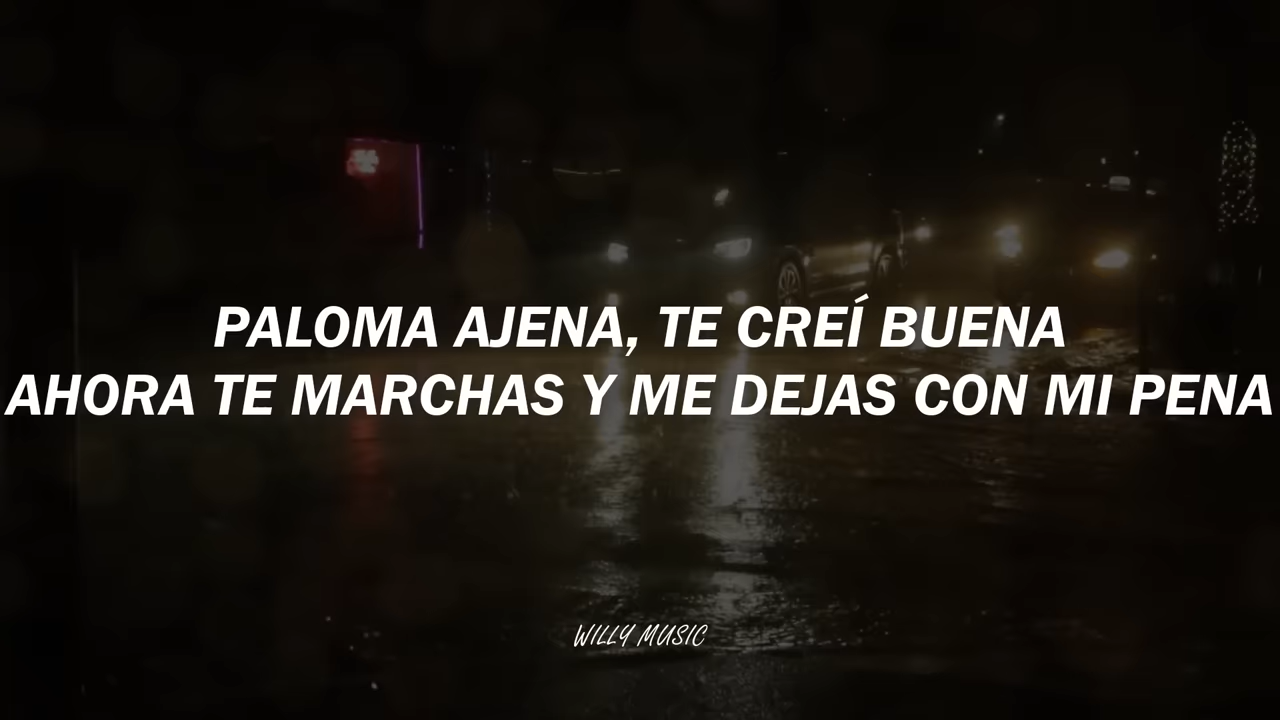 PALOMA AJENA, TE CREÍ BUENA
AHORA TE MARCHAS Y ME DEJAS CON MI PENA
WILLY MUSIC